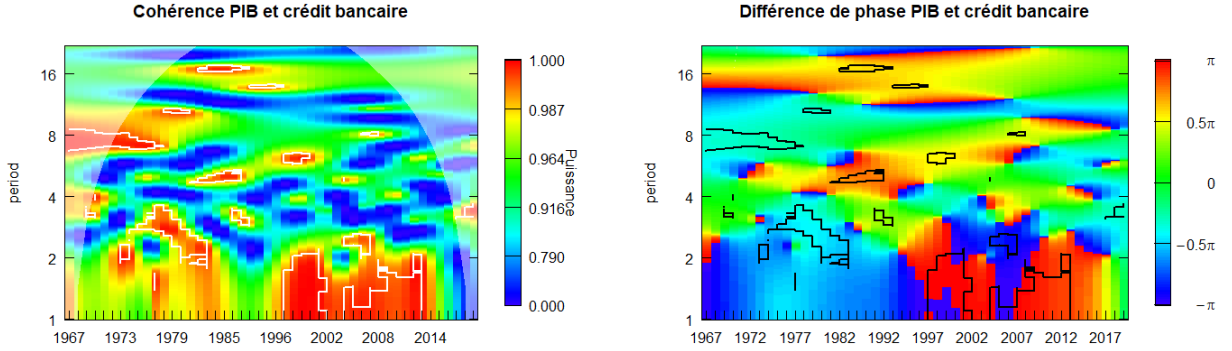 Cohérence PIB et crédit bancaire
period
16
8
4
2
1
1967 1973 1979 1985 1991 1996 2002 2008 2014
1.000
0.987
0.964
0.916
0.790
0.000
Puissance
Différence de phase PIB et crédit bancaire
period
16
8
4
2
1
1967 1972 1977 1982 1987 1992 1997 2002 2007 2012 2017
π
0.5π
0
−0.5π
−π